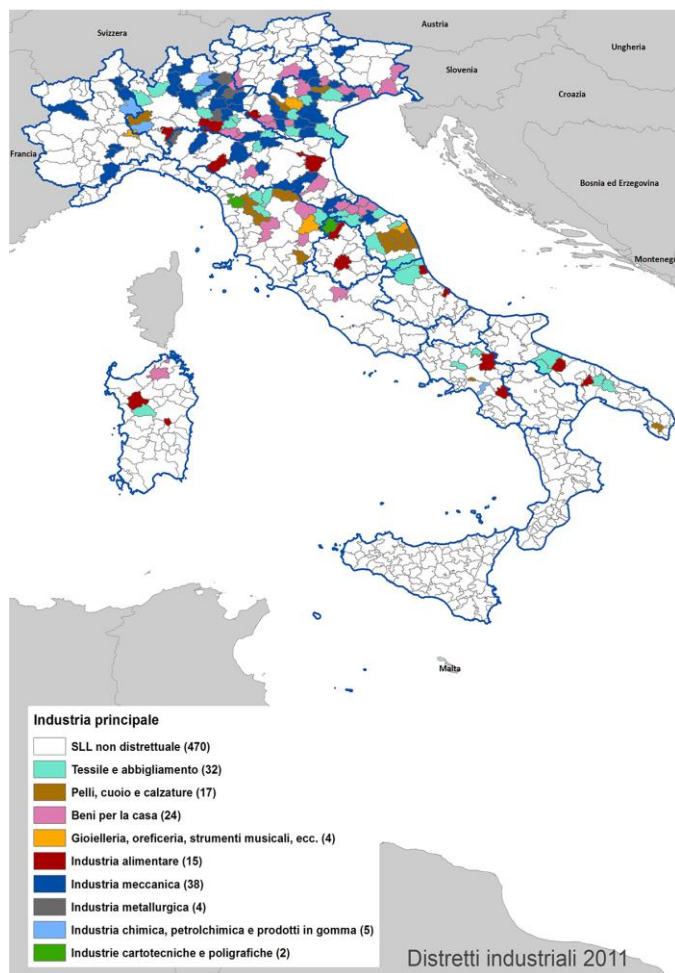 Austria
Svizzera
Ungheria
Slovenia
Croazia
Francia
Bosnia ed Erzegovina
Montenegro
Malta
Industria principale
SLL non distrettuale (470)
Tessile e abbigliamento (32)
Pelli, cuoio e calzature (17)
Beni per la casa (24)
Gioielleria, oreficeria, strumenti musicali, ecc. (4)
Industria alimentare (15)
Industria meccanica (38)
Industria metallurgica (4)
Industria chimica, petrolchimica e prodotti in gomma (5)
Industrie cartotecniche e poligrafiche (2)
Distretti industriali 2011